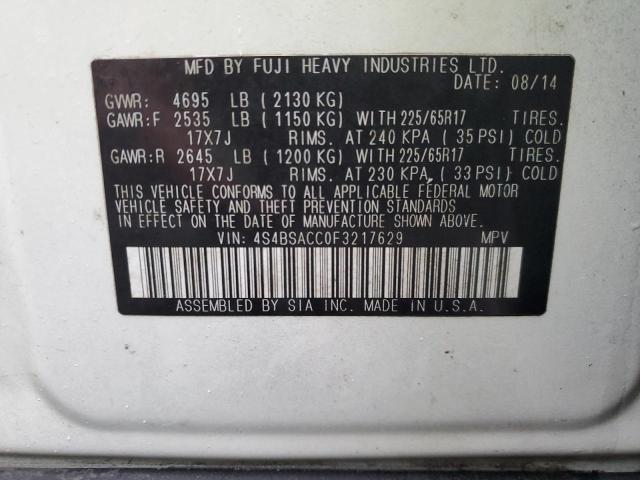 MFD BY FUJI HEAVY INDUSTRIES LTD.
DATE: 08/14
GVWR: 4695 LB (2130 KG)
GAWR:F 2535 LB (1150 KG) WITH 225/65R17 TIRES.
17X7J RIMS. AT 240 KPA (35 PSI) COLD
GAWR:R 2645 LB (1200 KG) WITH 225/65R17 TIRES.
17X7J RIMS. AT 230 KPA (33 PSI) COLD
THIS VEHICLE CONFORMS TO ALL APPLICABLE FEDERAL MOTOR
VEHICLE SAFETY AND THEFT PREVENTION STANDARDS
IN EFFECT ON THE DATE OF MANUFACTURE SHOWN ABOVE.
VIN: 4S4BSACC0F3217629 MPV
ASSEMBLED BY SIA INC. MADE IN U.S.A.